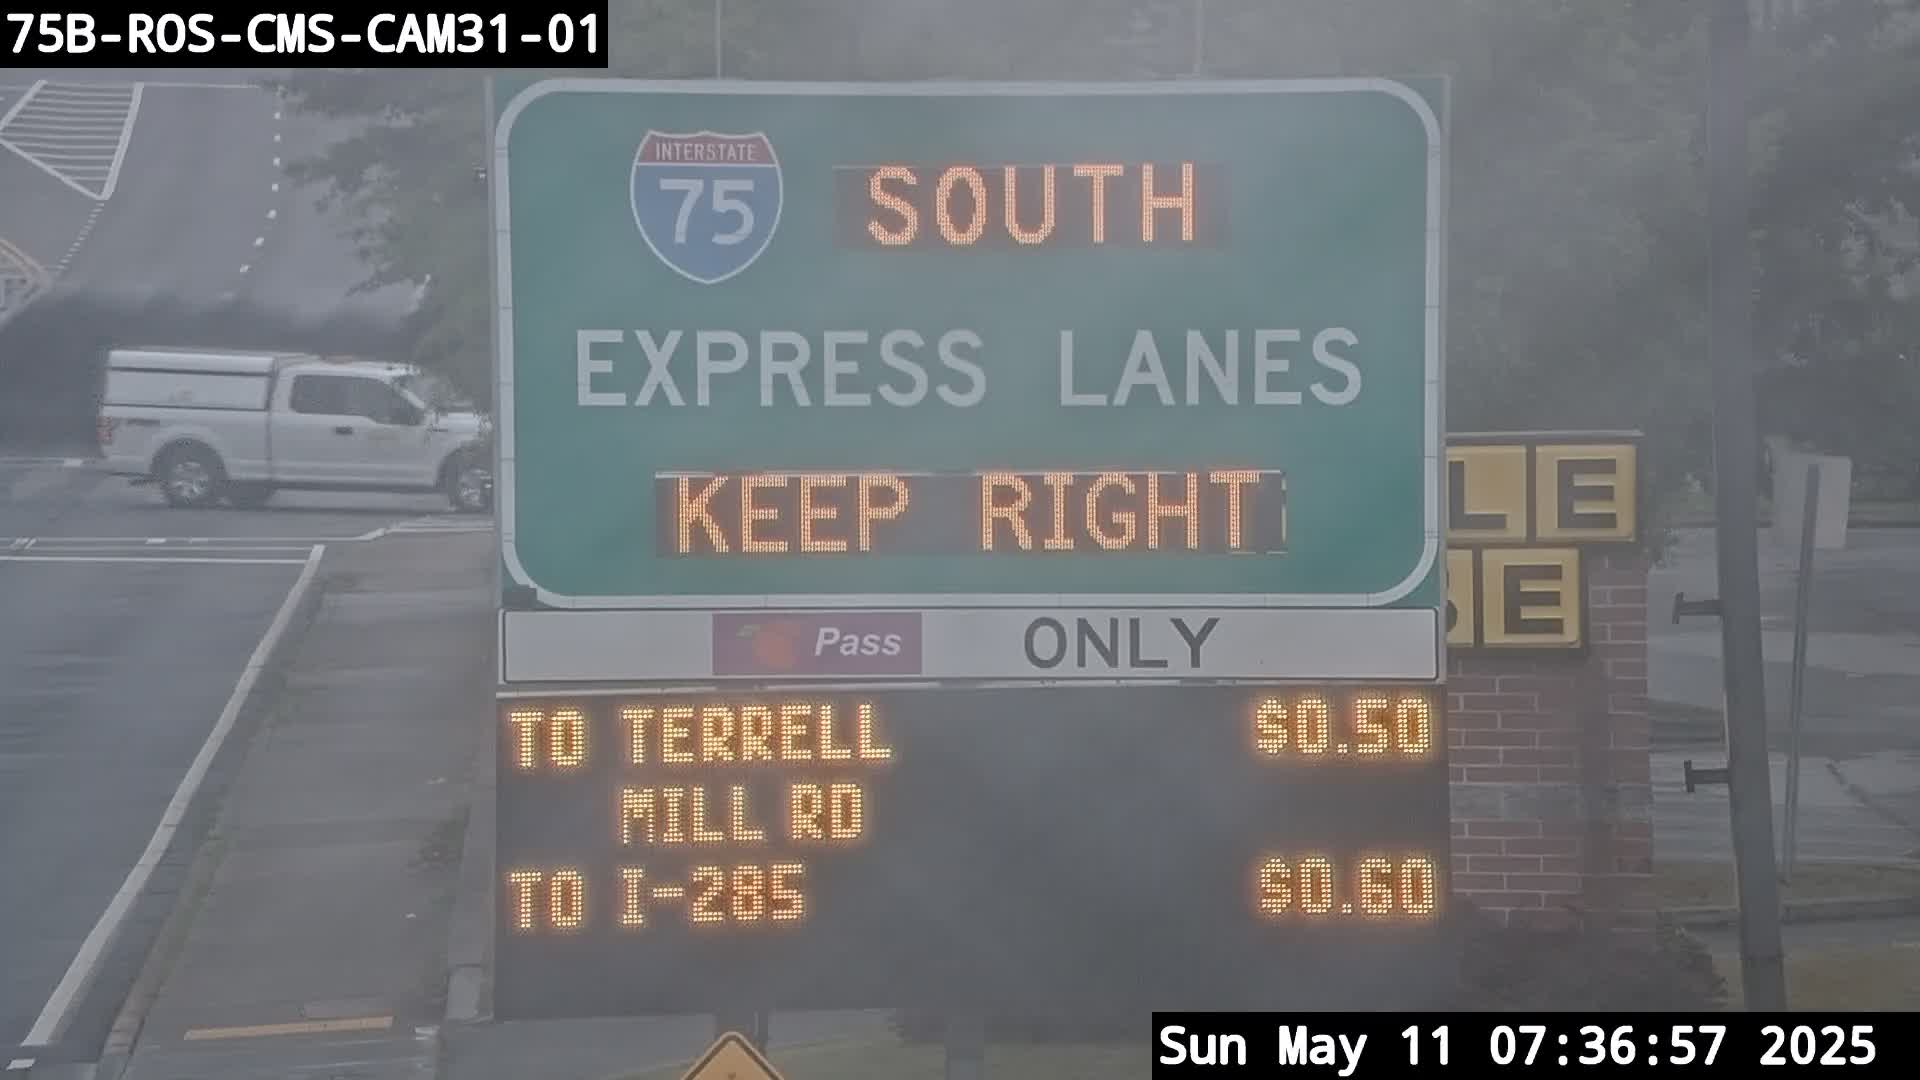 75B-ROS-CMS-CAM31-01
INTERSTATE
75
SOUTH
EXPRESS LANES
KEEP RIGHT
LE
E
Pass ONLY
TO TERRELL $0.50
MILL RD
TO I-285 $0.60
Sun May 11 07:36:57 2025